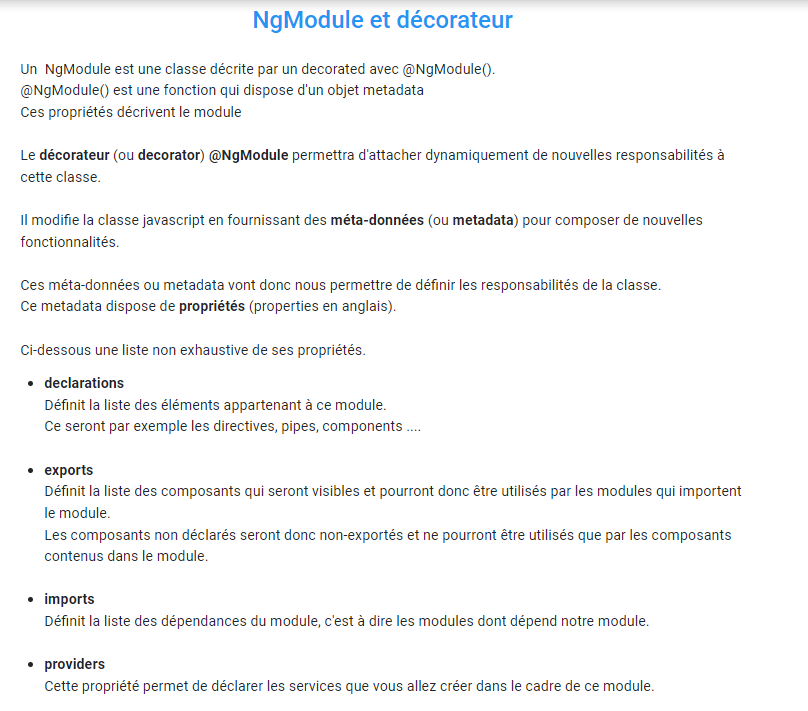 NgModule et décorateur
Un  NgModule est une classe décrite par un decorated avec @NgModule().
@NgModule() est une fonction qui dispose d'un objet metadata
Ces propriétés décrivent le module
Le décorateur (ou decorator) @NgModule permettra d'attacher dynamiquement de nouvelles responsabilités à
cette classe.
Il modifie la classe javascript en fournissant des méta-données (ou metadata) pour composer de nouvelles
fonctionnalités.
Ces méta-données ou metadata vont donc nous permettre de définir les responsabilités de la classe.
Ce metadata dispose de propriétés (properties en anglais).
Ci-dessous une liste non exhaustive de ses propriétés.
• declarations
Définit la liste des éléments appartenant à ce module.
Ce seront par exemple les directives, pipes, components ....
• exports
Définit la liste des composants qui seront visibles et pourront donc être utilisés par les modules qui importent
le module.
Les composants non déclarés seront donc non-exportés et ne pourront être utilisés que par les composants
contenus dans le module.
• imports
Définit la liste des dépendances du module, c'est à dire les modules dont dépend notre module.
• providers
Cette propriété permet de déclarer les services que vous allez créer dans le cadre de ce module.